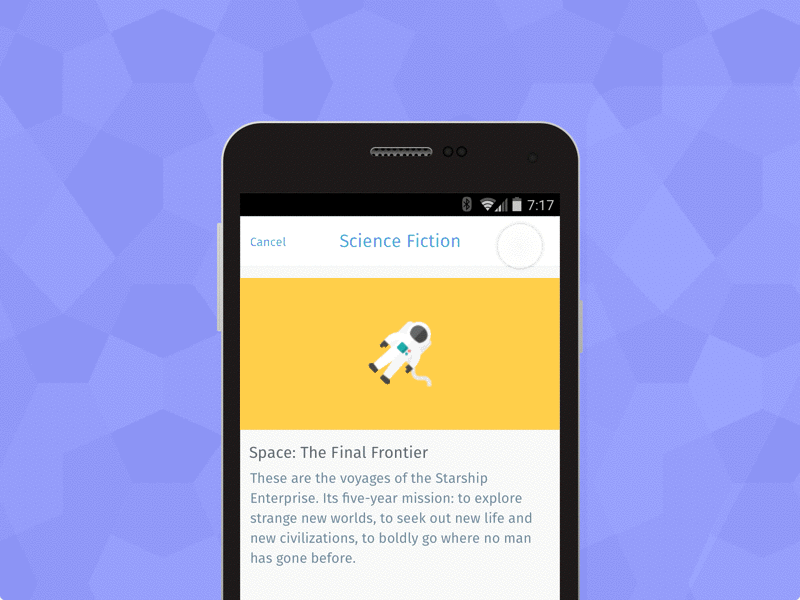 7:17
Cancel
Science Fiction
Space: The Final Frontier
These are the voyages of the Starship
Enterprise. Its five-year mission: to explore
strange new worlds, to seek out new life and
new civilizations, to boldly go where no man
has gone before.